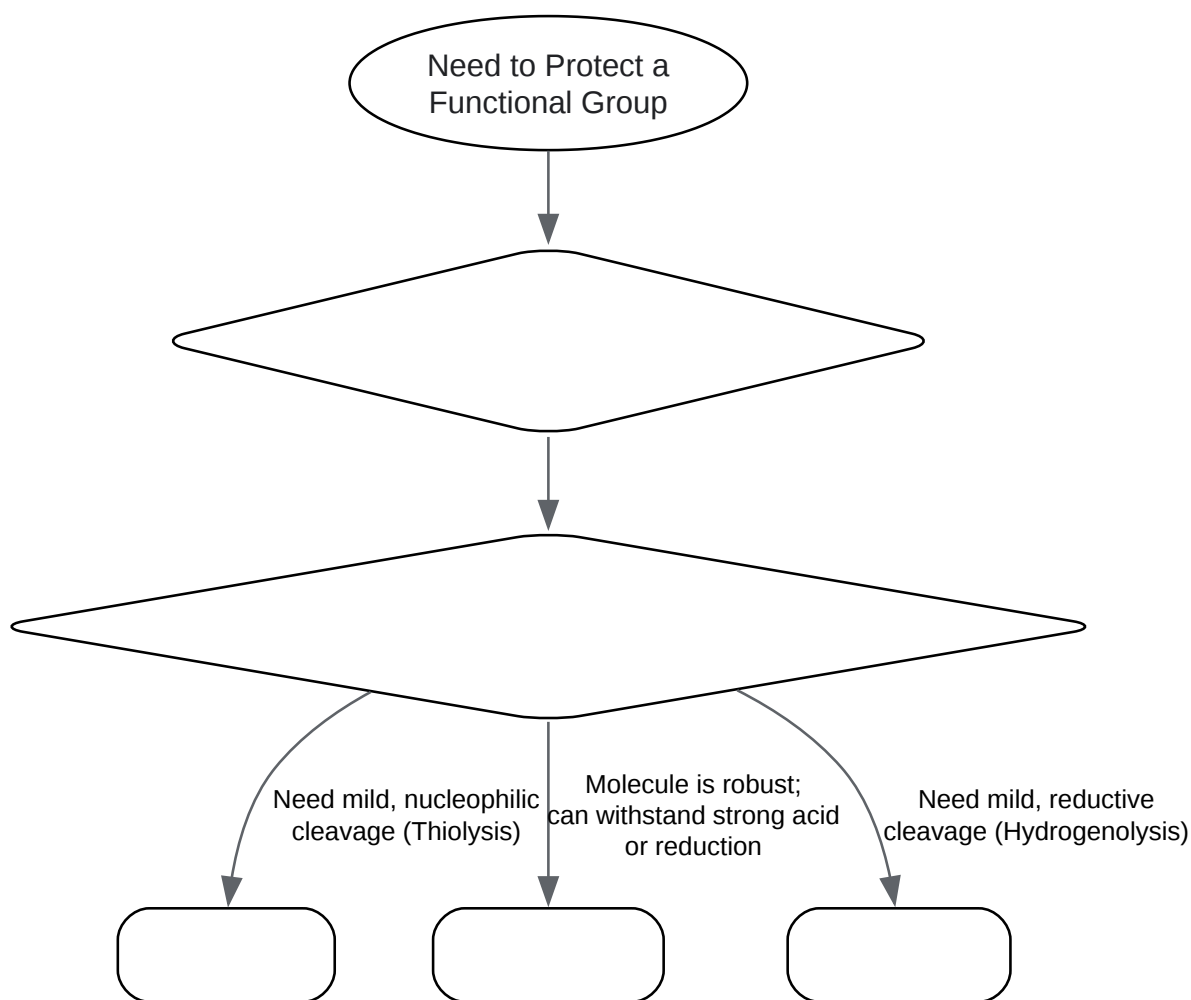 Need to Protect a
Functional Group
Need mild, nucleophilic
cleavage (Thiolysis)
Molecule is robust;
can withstand strong acid
or reduction
Need mild, reductive
cleavage (Hydrogenolysis)